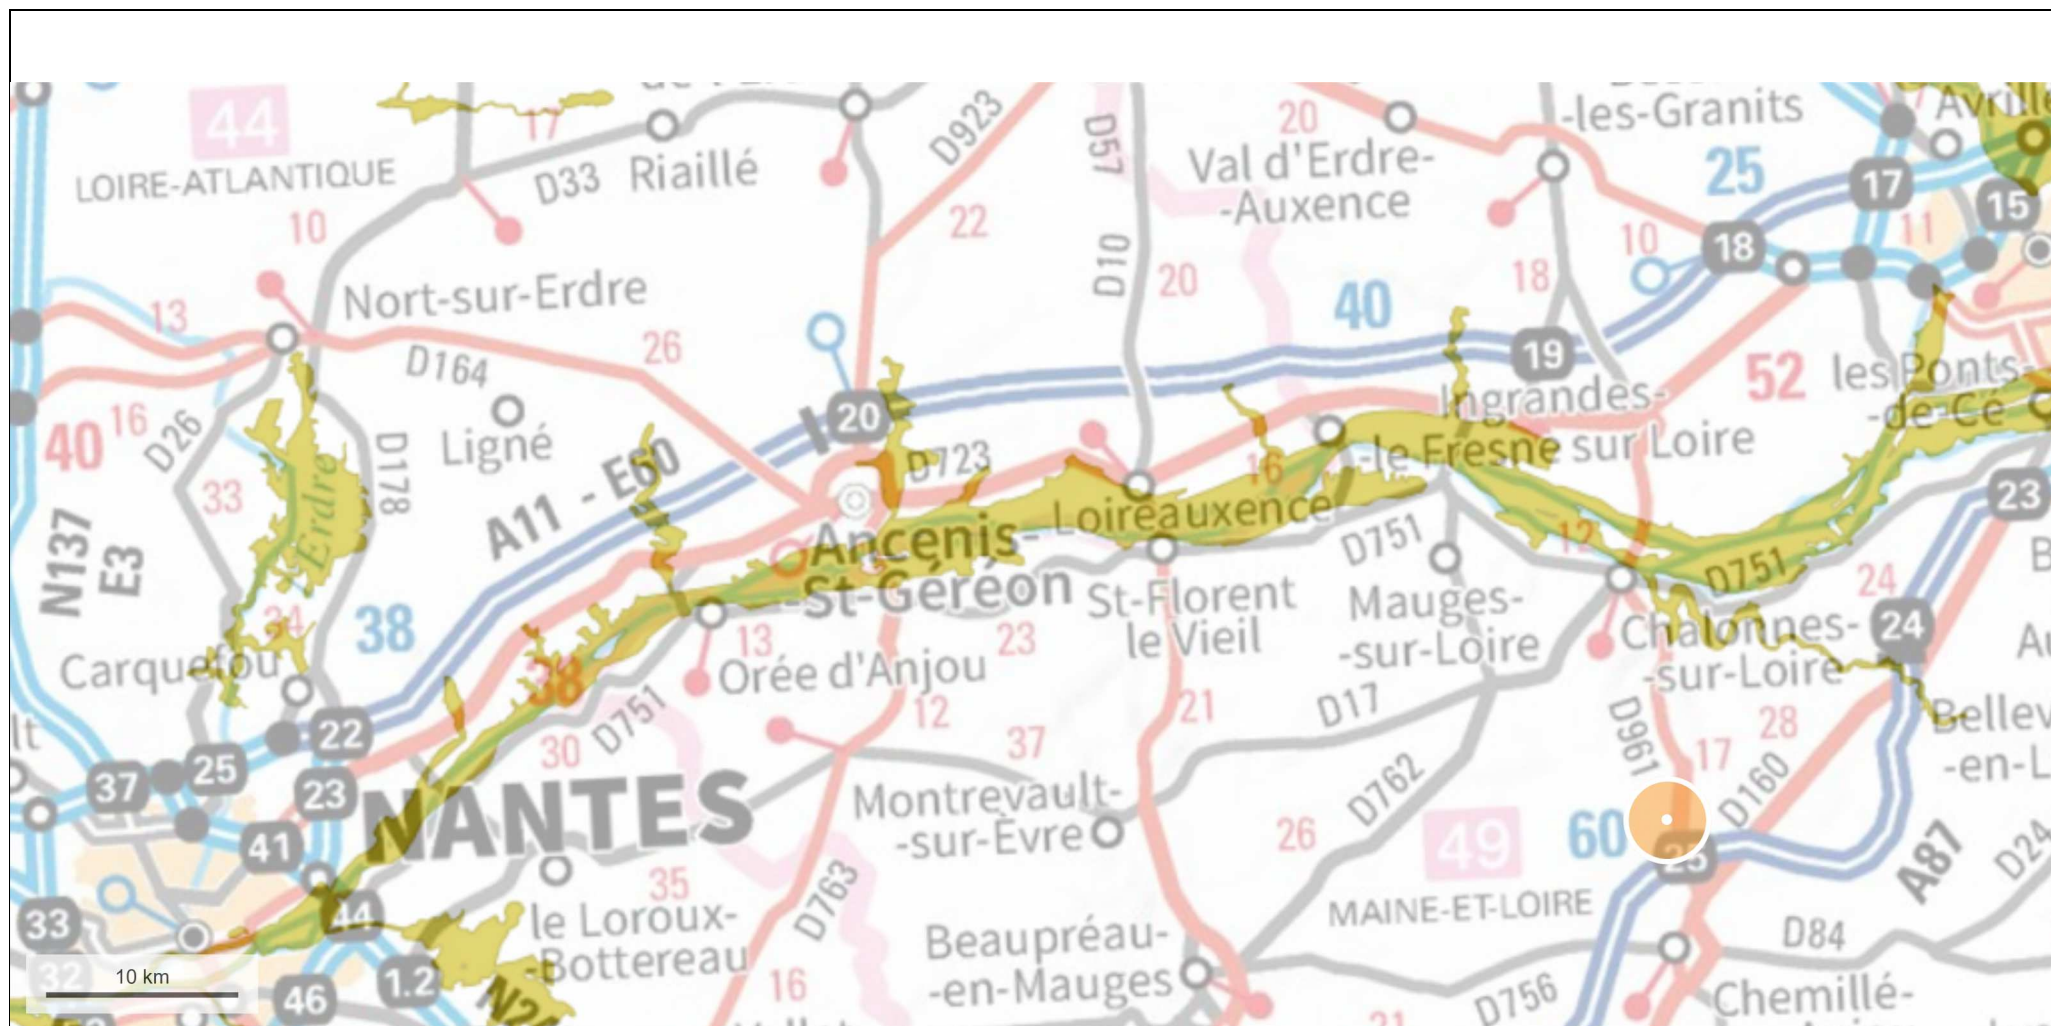 44
LOIRE-ATLANTIQUE
17
Riaillé
D33
D923
D57
20
Val d'Erdre-
-Auxence
-les-Granits
25
Avrillé
17
15
11
18
10
10
22
D10
20
18
40
19
52
Nort-sur-Erdre
13
26
D164
16
40
D26
Ligné
D178
33
Erdre
N137
E3
A11 - E60
20
D723
Ancenis-
-St-Géréon
Loireauxence
16
Ingrandes-
-le Fresne sur Loire
les Ponts-
-de-Cé
23
D751
12
D751
24
24
34
38
Carquefou
38
13
Orée d'Anjou
23
St-Florent
le Vieil
Mauges-
-sur-Loire
Chalonnes-
-sur-Loire
Bellev
-en-L
D751
30
12
37
21
D17
D961
17
28
D160
22
25
37
23
41
NANTES
Montrevault-
-sur-Èvre
D762
26
49
MAINE-ET-LOIRE
60
25
A87
D24
33
44
35
D763
le Loroux-
-Bottereau
Beaupréau-
-en-Mauges
D84
32
10 km
46
1.2
16
D756
Chemillé-